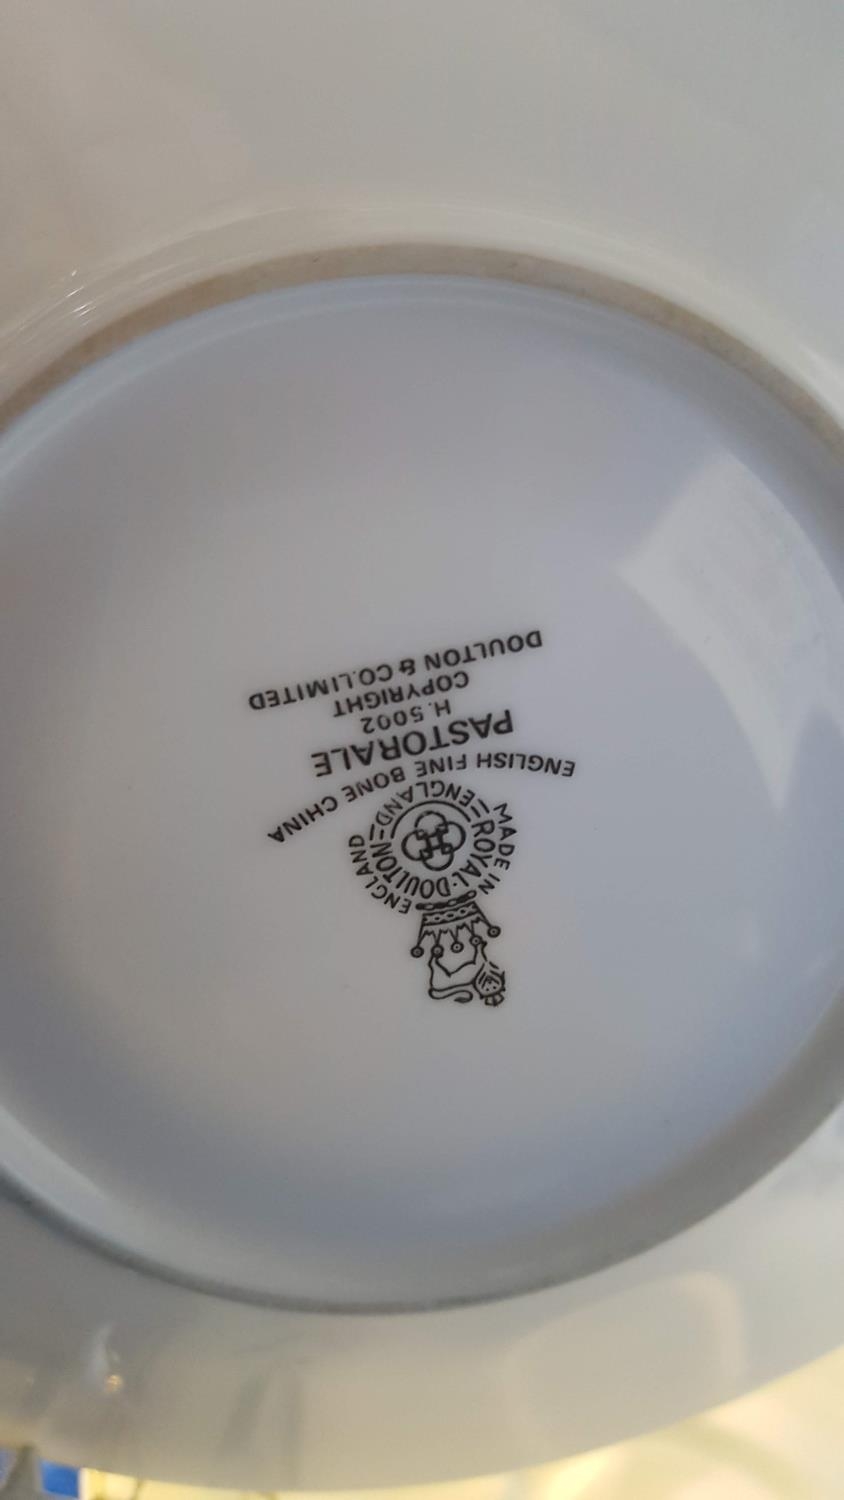 MADE IN ENGLAND
ROYAL·DOULTON
ENGLAND
ENGLISH FINE BONE CHINA
PASTORALE
H.5002
COPYRIGHT
DOULTON & CO.LIMITED